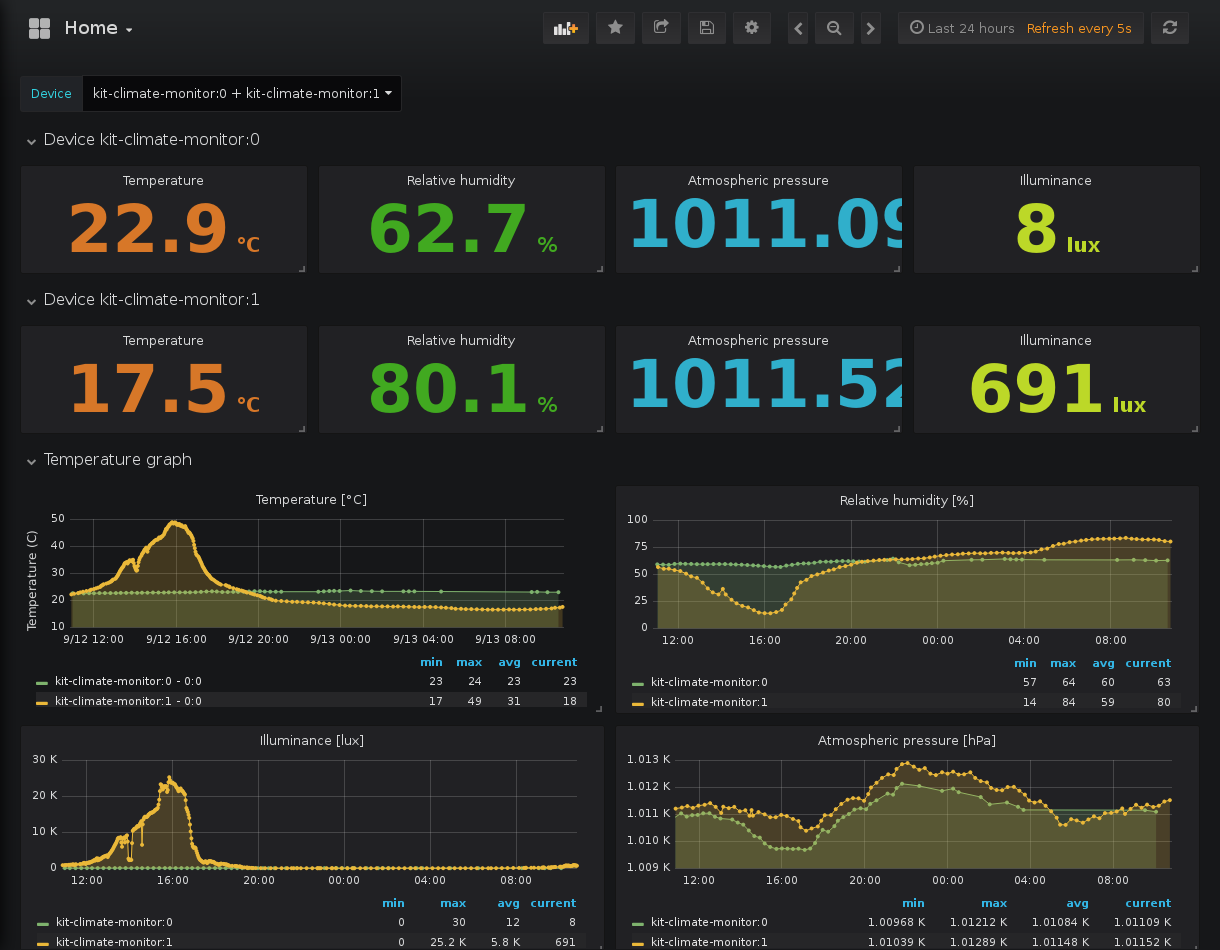 Home
Last 24 hours Refresh every 5s
Device kit-climate-monitor:0 + kit-climate-monitor:1
Device kit-climate-monitor:0
Temperature Relative humidity Atmospheric pressure Illuminance
22.9 °C 62.7 % 1011.09 8 lux
Device kit-climate-monitor:1
Temperature Relative humidity Atmospheric pressure Illuminance
17.5 °C 80.1 % 1011.52 691 lux
Temperature graph
Temperature [°C]
Temperature (C)
50
40
30
20
10
9/12 12:00 9/12 16:00 9/12 20:00 9/13 00:00 9/13 04:00 9/13 08:00
min max avg current
kit-climate-monitor:0 - 0:0 23 24 23 23
kit-climate-monitor:1 - 0:0 17 49 31 18
Relative humidity [%]
100
75
50
25
0
12:00 16:00 20:00 00:00 04:00 08:00
min max avg current
kit-climate-monitor:0 57 64 60 63
kit-climate-monitor:1 14 84 59 80
Illuminance [lux]
30 K
20 K
10 K
0
12:00 16:00 20:00 00:00 04:00 08:00
min max avg current
kit-climate-monitor:0 0 30 12 8
kit-climate-monitor:1 0 25.2 K 5.8 K 691
Atmospheric pressure [hPa]
1.013 K
1.012 K
1.011 K
1.010 K
1.009 K
12:00 16:00 20:00 00:00 04:00 08:00
min max avg current
kit-climate-monitor:0 1.00968 K 1.01212 K 1.01084 K 1.01109 K
kit-climate-monitor:1 1.01039 K 1.01289 K 1.01148 K 1.01152 K